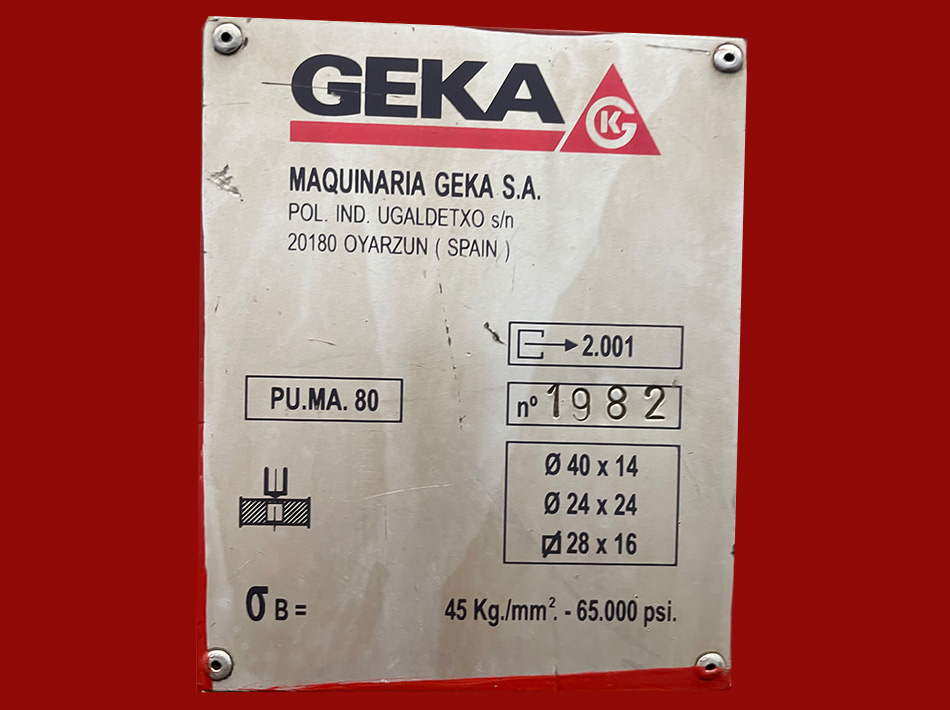 GEKA
GK
MAQUINARIA GEKA S.A.
POL. IND. UGALDETXO s/n
20180 OYARZUN ( SPAIN )
2.001
PU.MA. 80
nº 1982
Ø 40 x 14
Ø 24 x 24
28 x 16
σ B = 45 Kg./mm². - 65.000 psi.